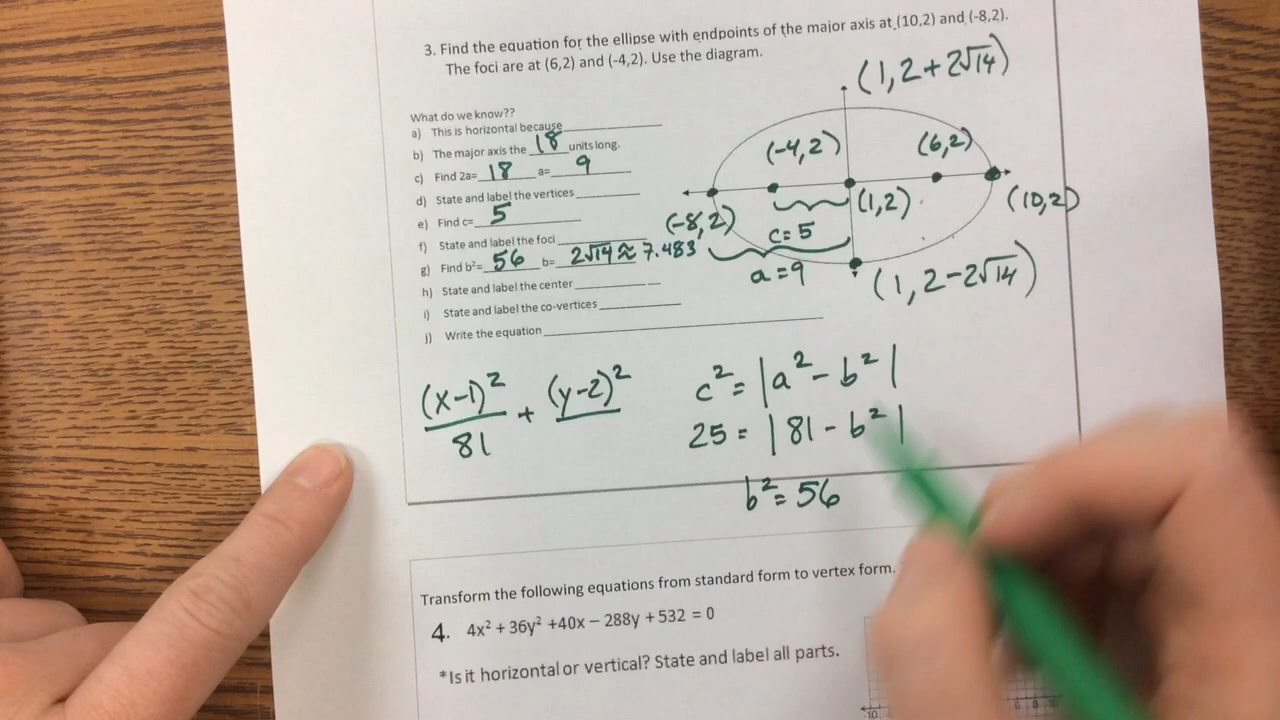 3. Find the equation for the ellipse with endpoints of the major axis at (10,2) and (-8,2).
The foci are at (6,2) and (-4,2). Use the diagram.
(1, 2+2√14)
What do we know??
a) This is horizontal because
b) The major axis the 18 units long.
c) Find 2a= 18 a= 9
d) State and label the vertices
e) Find c= 5
f) State and label the foci
g) Find b²= 56 b= 2√14 ≈ 7.483
h) State and label the center
i) State and label the co-vertices
j) Write the equation
(-4, 2) (6,2)
(-8,2) (1,2) (10,2)
c=5
a=9
(1, 2-2√14)
(x-1)²/81 + (y-2)²
c² = |a² - b²|
25 = |81 - b²|
b² = 56
Transform the following equations from standard form to vertex form.
4. 4x² + 36y² +40x – 288y + 532 = 0
*Is it horizontal or vertical? State and label all parts.
-10 6 8 10